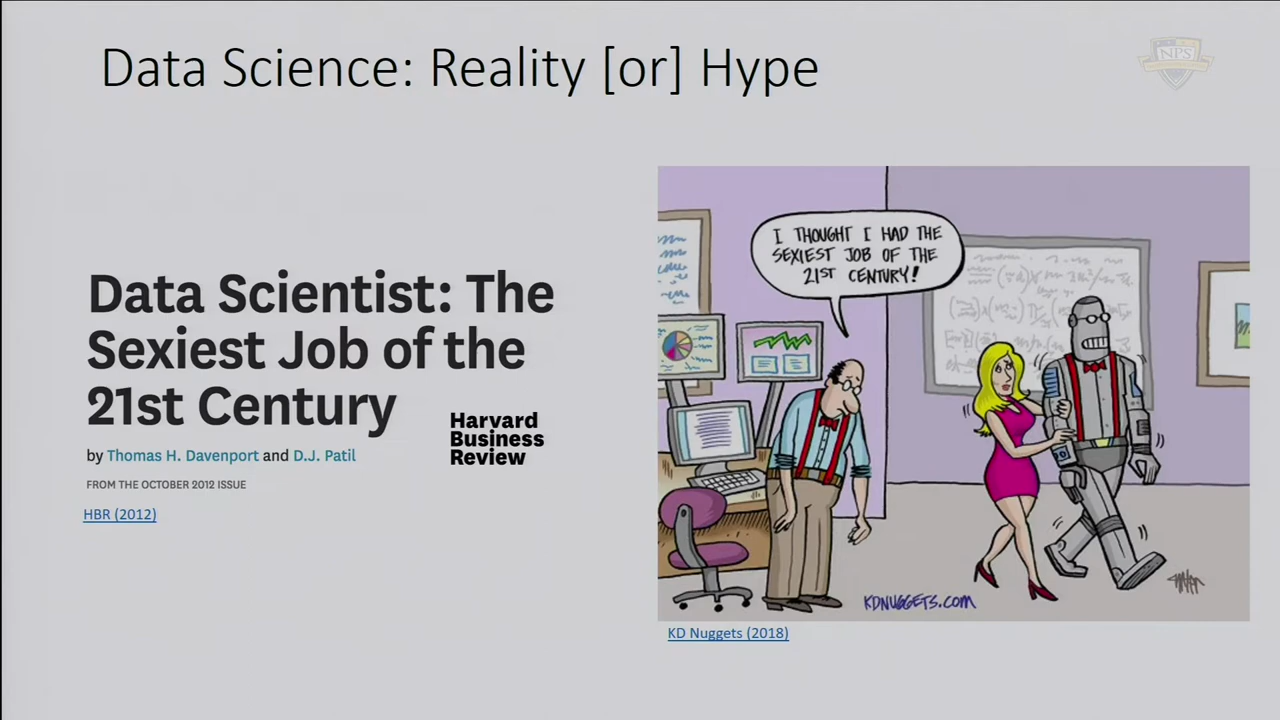 Data Science: Reality [or] Hype
NPS
Data Scientist: The
Sexiest Job of the
21st Century
Harvard
Business
Review
by Thomas H. Davenport and D.J. Patil
FROM THE OCTOBER 2012 ISSUE
HBR (2012)
I THOUGHT I HAD THE
SEXIEST JOB OF THE
21ST CENTURY!
KDNUGGETS.COM
KD Nuggets (2018)